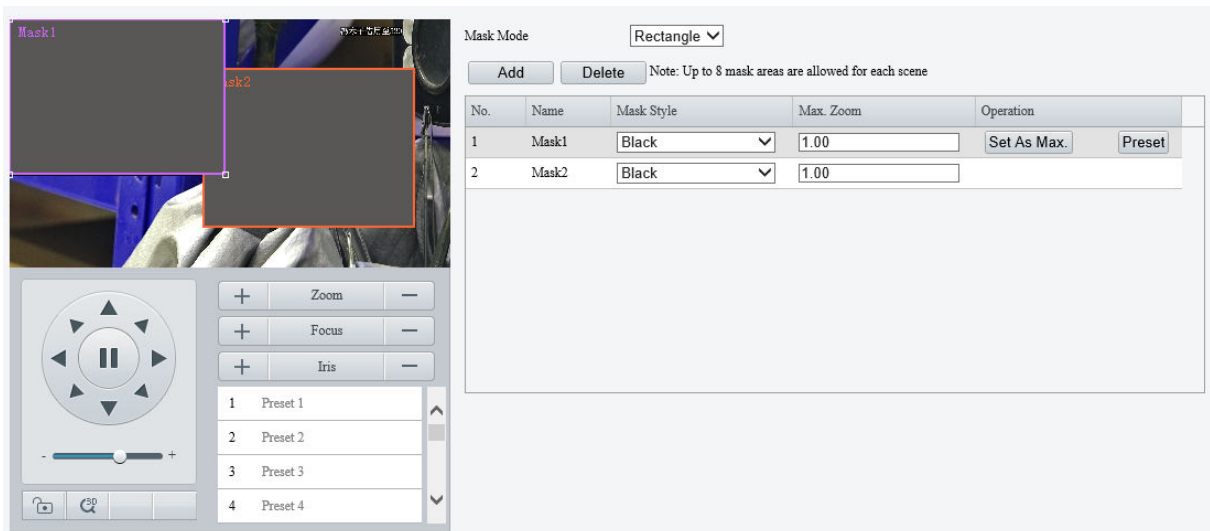 Mask1
Mask Mode
Rectangle
Add
Delete
Note: Up to 8 mask areas are allowed for each scene
No.
Name
Mask Style
Max. Zoom
Operation
1
Mask1
Black
1.00
Set As Max.
Preset
2
Mask2
Black
1.00
ask2
+
Zoom
—
+
Focus
—
+
Iris
—
1
Preset 1
2
Preset 2
3
Preset 3
4
Preset 4
-
+
3D